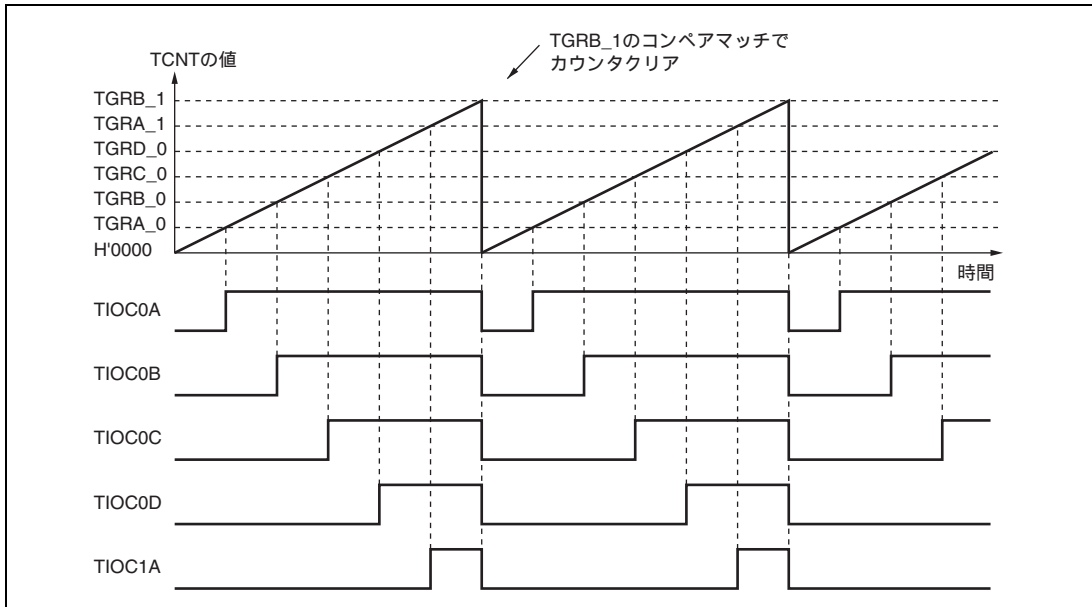 TGRB_1のコンペアマッチで
カウンタクリア
TCNTの値
TGRB_1
TGRA_1
TGRD_0
TGRC_0
TGRB_0
TGRA_0
H'0000
時間
TIOC0A
TIOC0B
TIOC0C
TIOC0D
TIOC1A